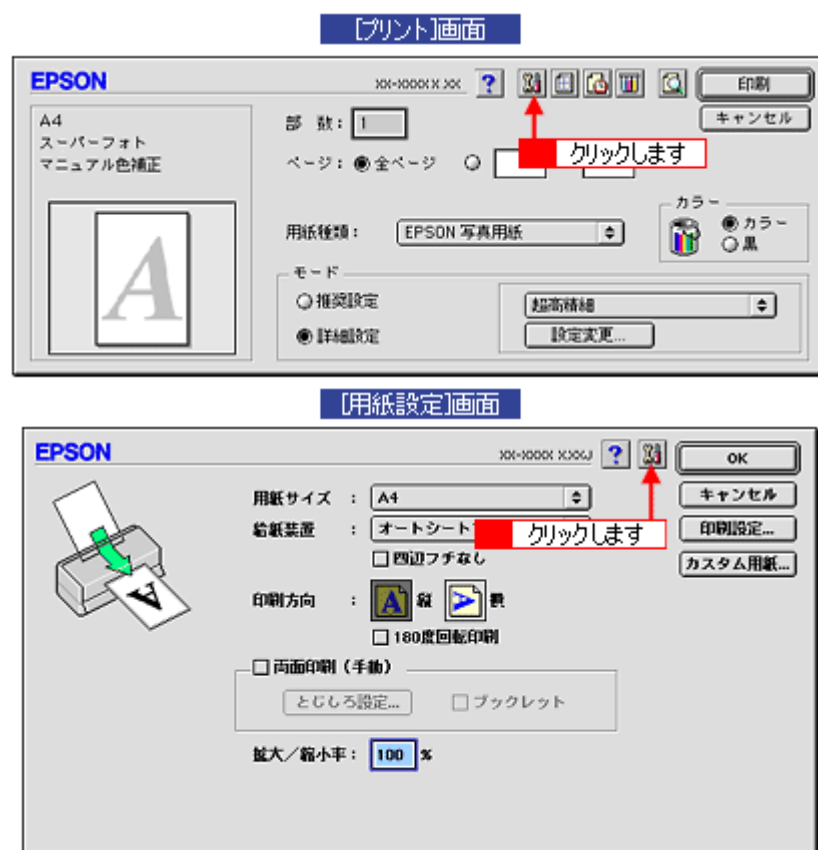 [プリント]画面
EPSON
XX-XXXX X.XX
?
印刷
A4
スーパーフォト
マニュアル色補正
部 数: 1
キャンセル
クリックします
ページ: 全ページ
カラー
カラー
黒
用紙種類: EPSON 写真用紙
モード
推奨設定
超高精細
詳細設定
設定変更...
A
[用紙設定]画面
EPSON
XX-XXXX X.XXJ
?
OK
用紙サイズ : A4
キャンセル
給紙装置 : オートシート
クリックします
印刷設定...
四辺フチなし
カスタム用紙...
印刷方向 : A 縦 A 横
180度回転印刷
両面印刷(手動)
とじしろ設定... ブックレット
拡大/縮小率: 100 %
A